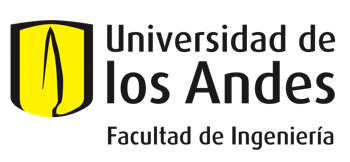 Universidad de
los Andes
Facultad de Ingeniería